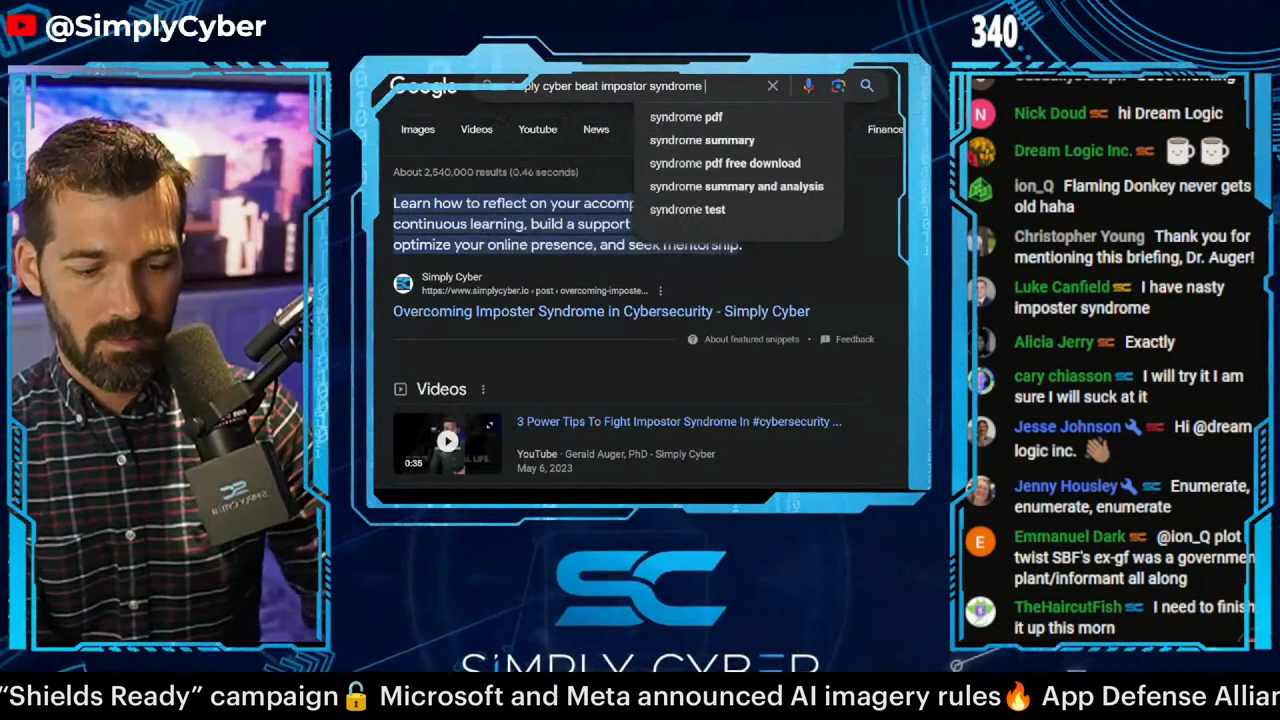 @SimplyCyber
340
Google
ply cyber beat impostor syndrome
syndrome pdf
syndrome summary
syndrome pdf free download
syndrome summary and analysis
syndrome test
Images
Videos
Youtube
News
Finance
About 2,540,000 results (0.46 seconds)
Learn how to reflect on your accomp
continuous learning, build a support
optimize your online presence, and seek mentorship.
Simply Cyber
https://www.simplycyber.io › post › overcoming-imposte...
Overcoming Imposter Syndrome in Cybersecurity - Simply Cyber
About featured snippets
Feedback
Videos
0:35
3 Power Tips To Fight Impostor Syndrome In #cybersecurity ...
YouTube · Gerald Auger, PhD - Simply Cyber
May 6, 2023
SC
SIMPLY CYBER
Nick Doud hi Dream Logic
Dream Logic Inc.
ion_Q Flaming Donkey never gets
old haha
Christopher Young Thank you for
mentioning this briefing, Dr. Auger!
Luke Canfield I have nasty
imposter syndrome
Alicia Jerry Exactly
cary chiasson I will try it I am
sure I will suck at it
Jesse Johnson Hi @dream
logic inc.
Jenny Housley Enumerate,
enumerate, enumerate
Emmanuel Dark @ion_Q plot
twist SBF's ex-gf was a governmen
plant/informant all along
TheHaircutFish I need to finish
it up this morn
“Shields Ready” campaign🔓 Microsoft and Meta announced AI imagery rules🔥 App Defense Allian